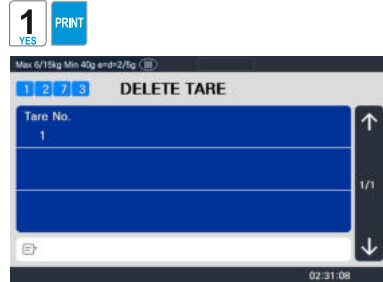 1 YES PRINT
Max 6/15kg Min 40g e=d=2/5g (III)
1 2 7 3 DELETE TARE
Tare No.
1
1/1
02:31:08